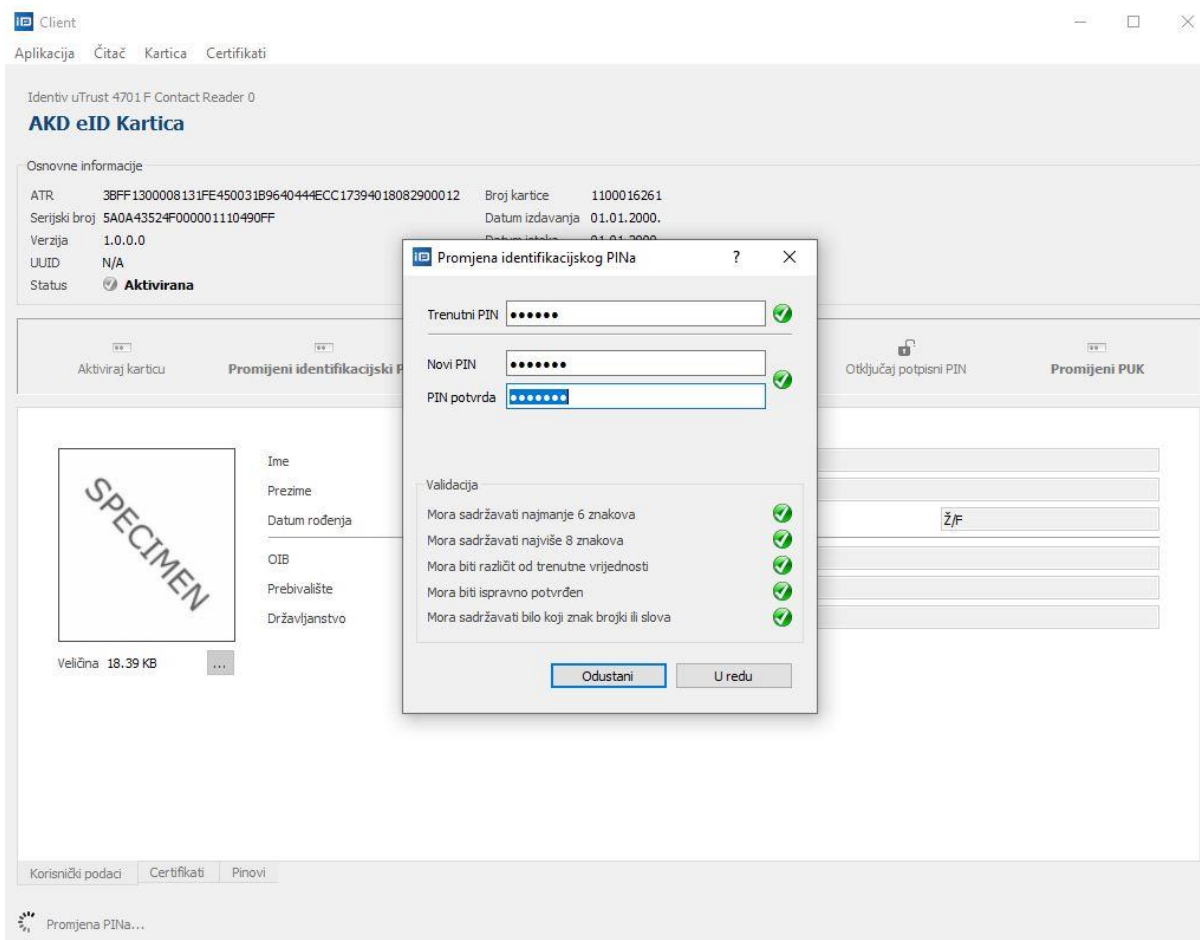 Client
Aplikacija Čitač Kartica Certifikati
Identiv uTrust 4701 F Contact Reader 0
AKD eID Kartica
Osnovne informacije
ATR 3BFF1300008131FE450031B9640444ECC17394018082900012 Broj kartice 1100016261
Serijski broj 5A0A43524F000001110490FF Datum izdavanja 01.01.2000.
Verzija 1.0.0.0
UUID N/A
Status Aktivirana
Promjena identifikacijskog PINa ?
Trenutni PIN ••••••
Novi PIN •••••••
PIN potvrda •••••••
Validacija
Mora sadržavati najmanje 6 znakova
Mora sadržavati najviše 8 znakova
Mora biti različit od trenutne vrijednosti
Mora biti ispravno potvrđen
Mora sadržavati bilo koji znak brojki ili slova
Odustani U redu
Aktiviraj karticu Promijeni identifikacijski Otključaj potpisni PIN Promijeni PUK
SPECIMEN
Ime
Prezime
Datum rođenja Ž/F
OIB
Prebivalište
Državljanstvo
Veličina 18.39 KB ...
Korisnički podaci Certifikati Pinovi
Promjena PINa...